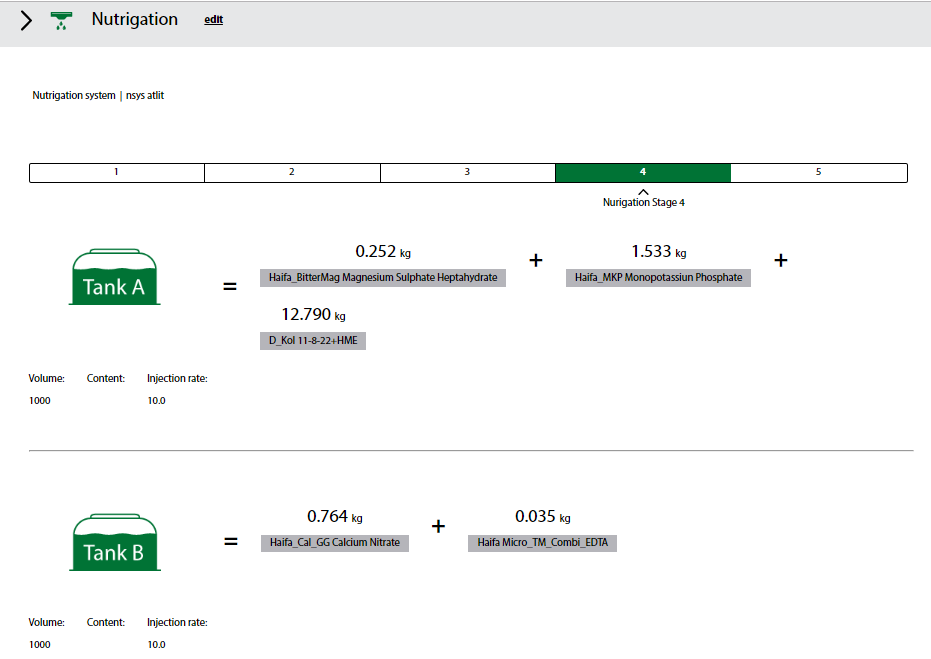 Nutrigation edit
Nutrigation system | nsys atlit
1 2 3 4 5
Nurigation Stage 4
Tank A
=
0.252 kg
Haifa_BitterMag Magnesium Sulphate Heptahydrate
+
1.533 kg
Haifa_MKP Monopotassiun Phosphate
+
12.790 kg
D_Kol 11-8-22+HME
Volume: Content: Injection rate:
1000 10.0
Tank B
=
0.764 kg
Haifa_Cal_GG Calcium Nitrate
+
0.035 kg
Haifa Micro_TM_Combi_EDTA
Volume: Content: Injection rate:
1000 10.0